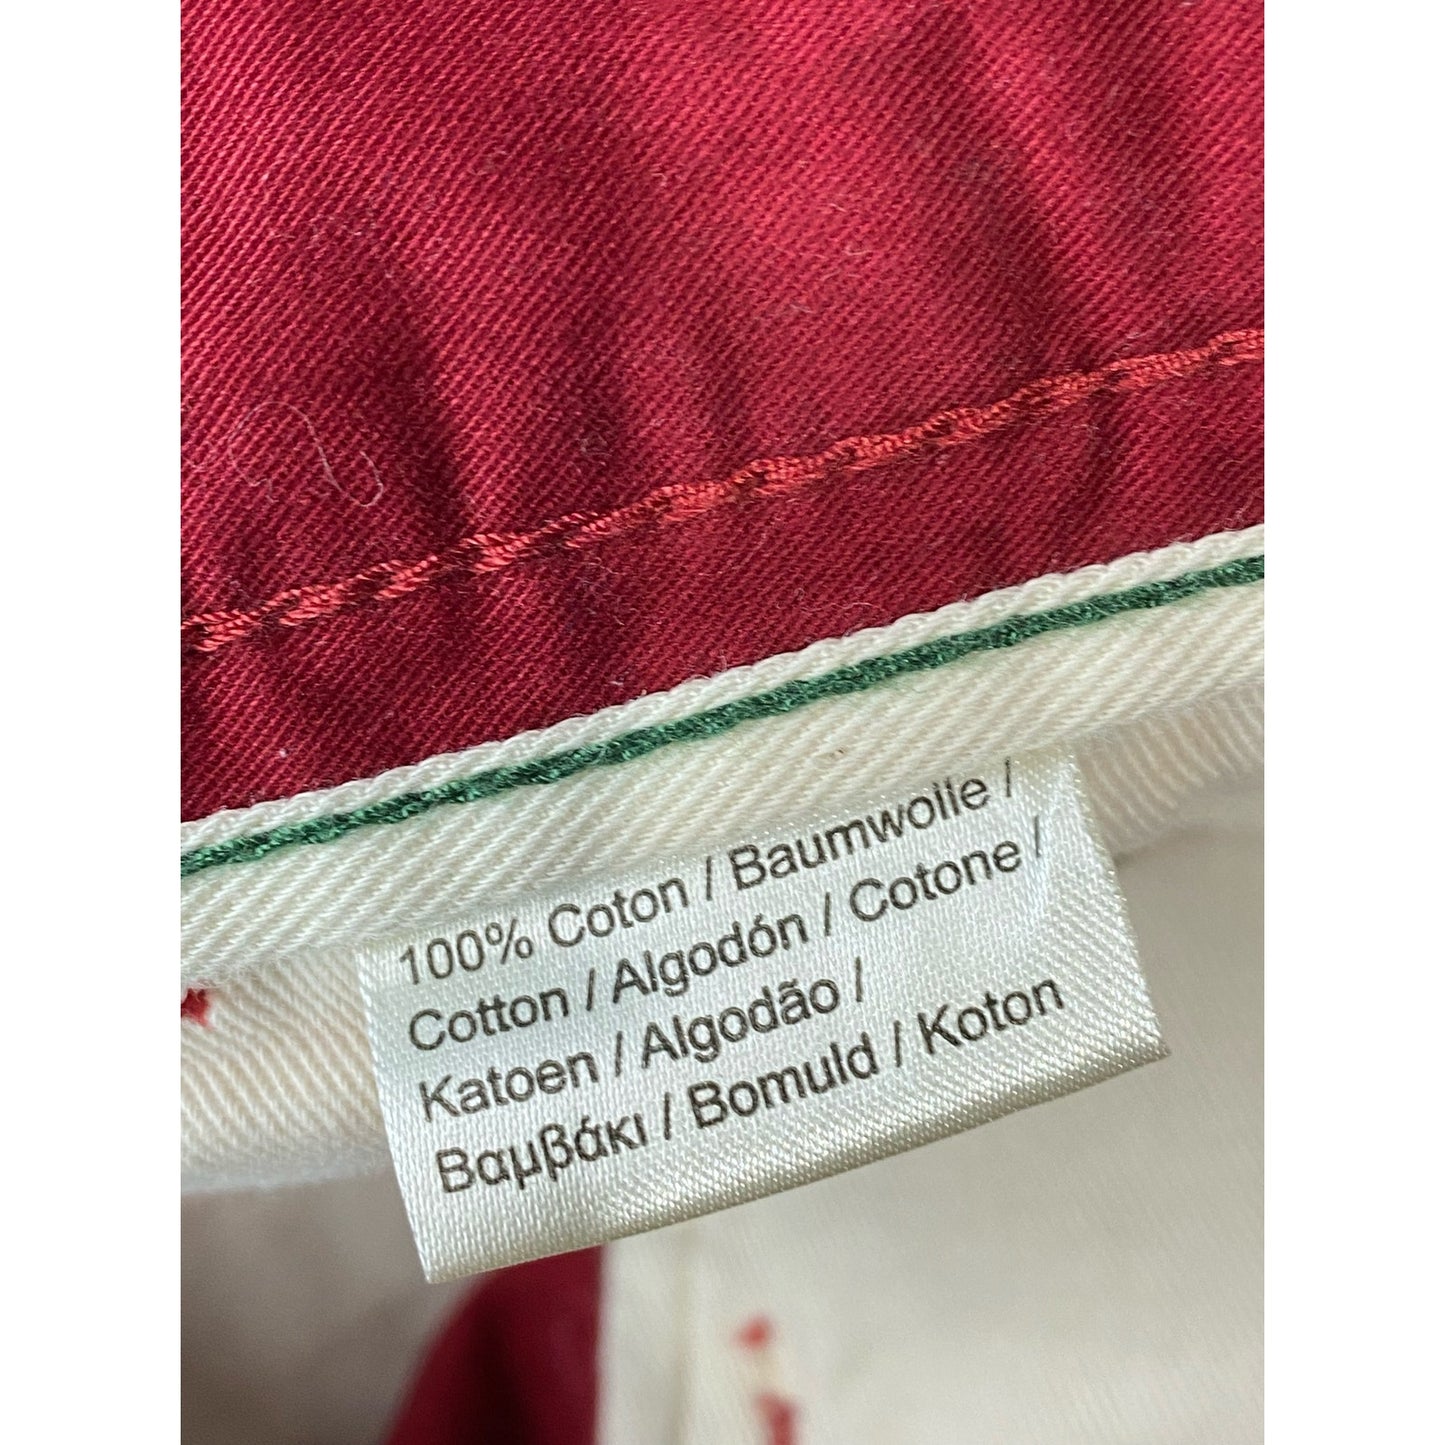 100% Coton / Baumwolle /
Cotton / Algodón / Cotone /
Katoen / Algodão /
Βαμβάκι / Bomuld / Koton